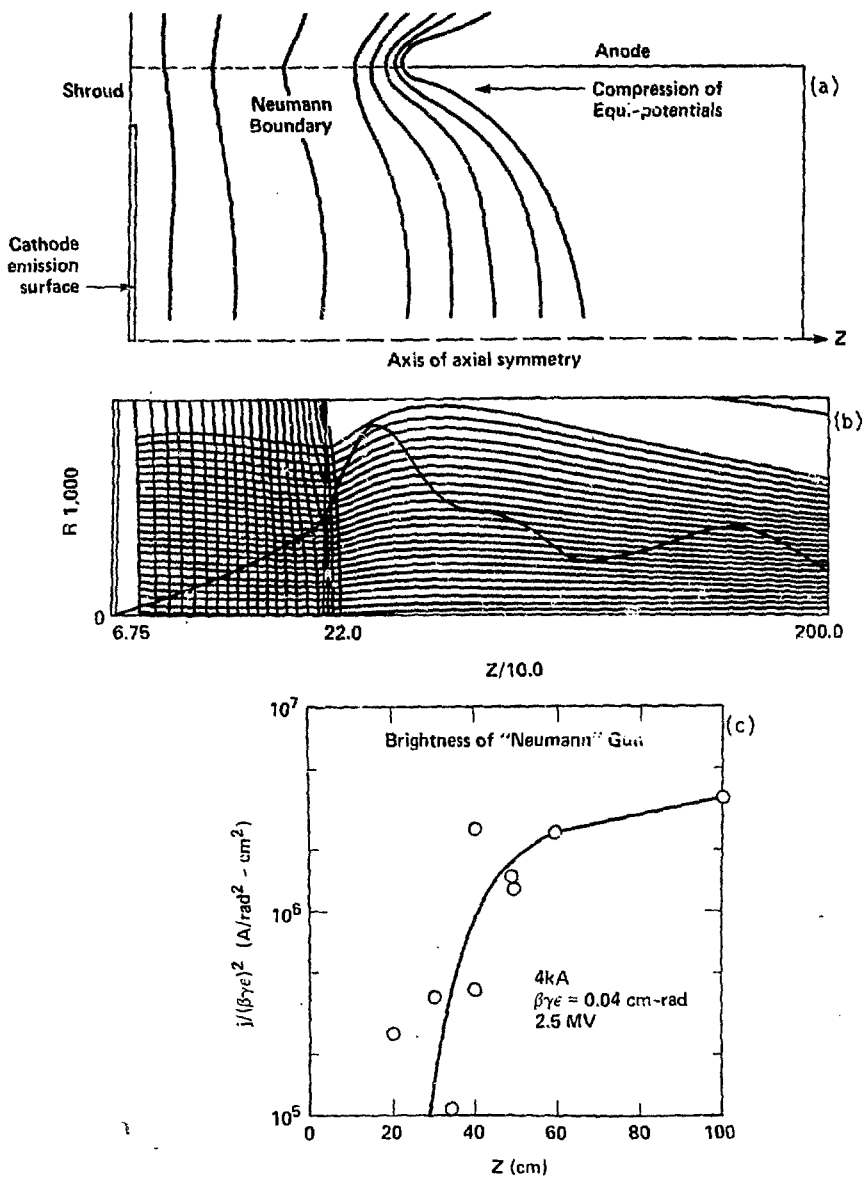 Anode
(a)
Shroud
Compression of
Equi-potentials
Neumann
Boundary
Cathode
emission
surface
Z
Axis of axial symmetry
(b)
R 1,000
0
6.75
22.0
200.0
Z/10.0
(c)
Brightness of "Neumann" Gun
10⁷
10⁶
10⁵
j/(βγε)² (A/rad² - cm²)
4kA
βγε = 0.04 cm-rad
2.5 MV
0
20
40
60
80
100
Z (cm)